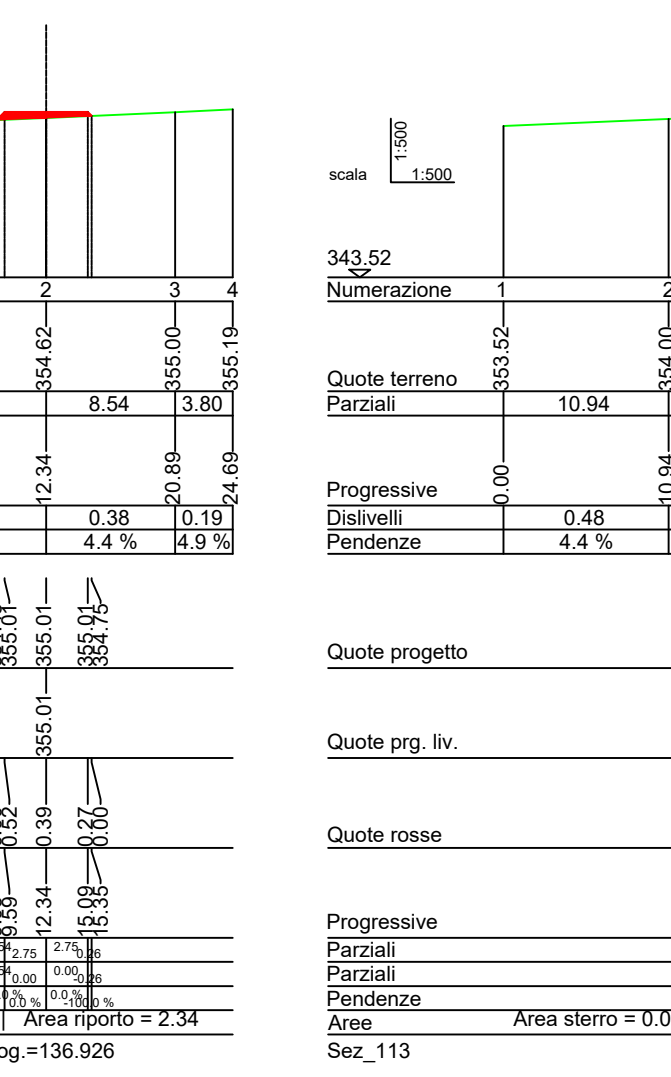 2 3 4
354.62 355.00 355.19
8.54 3.80
12.34 20.89 24.69
0.38 0.19
4.4 % 4.9 %
355.01 355.01 355.01 354.75
355.01
0.52 0.39 0.27 0.00
9.59 12.34 15.09 15.35
2.75 2.75 0.26
0.00 0.00 -0.26
0.0 % 0.0 % -100.0 %
Area riporto = 2.34
og.=136.926
scala 1:500 1:500
343.52
Numerazione 1 2
Quote terreno 353.52 354.00
Parziali 10.94
Progressive 0.00 10.94
Dislivelli 0.48
Pendenze 4.4 %
Quote progetto
Quote prg. liv.
Quote rosse
Progressive
Parziali
Parziali
Pendenze
Aree Area sterro = 0.0
Sez_113